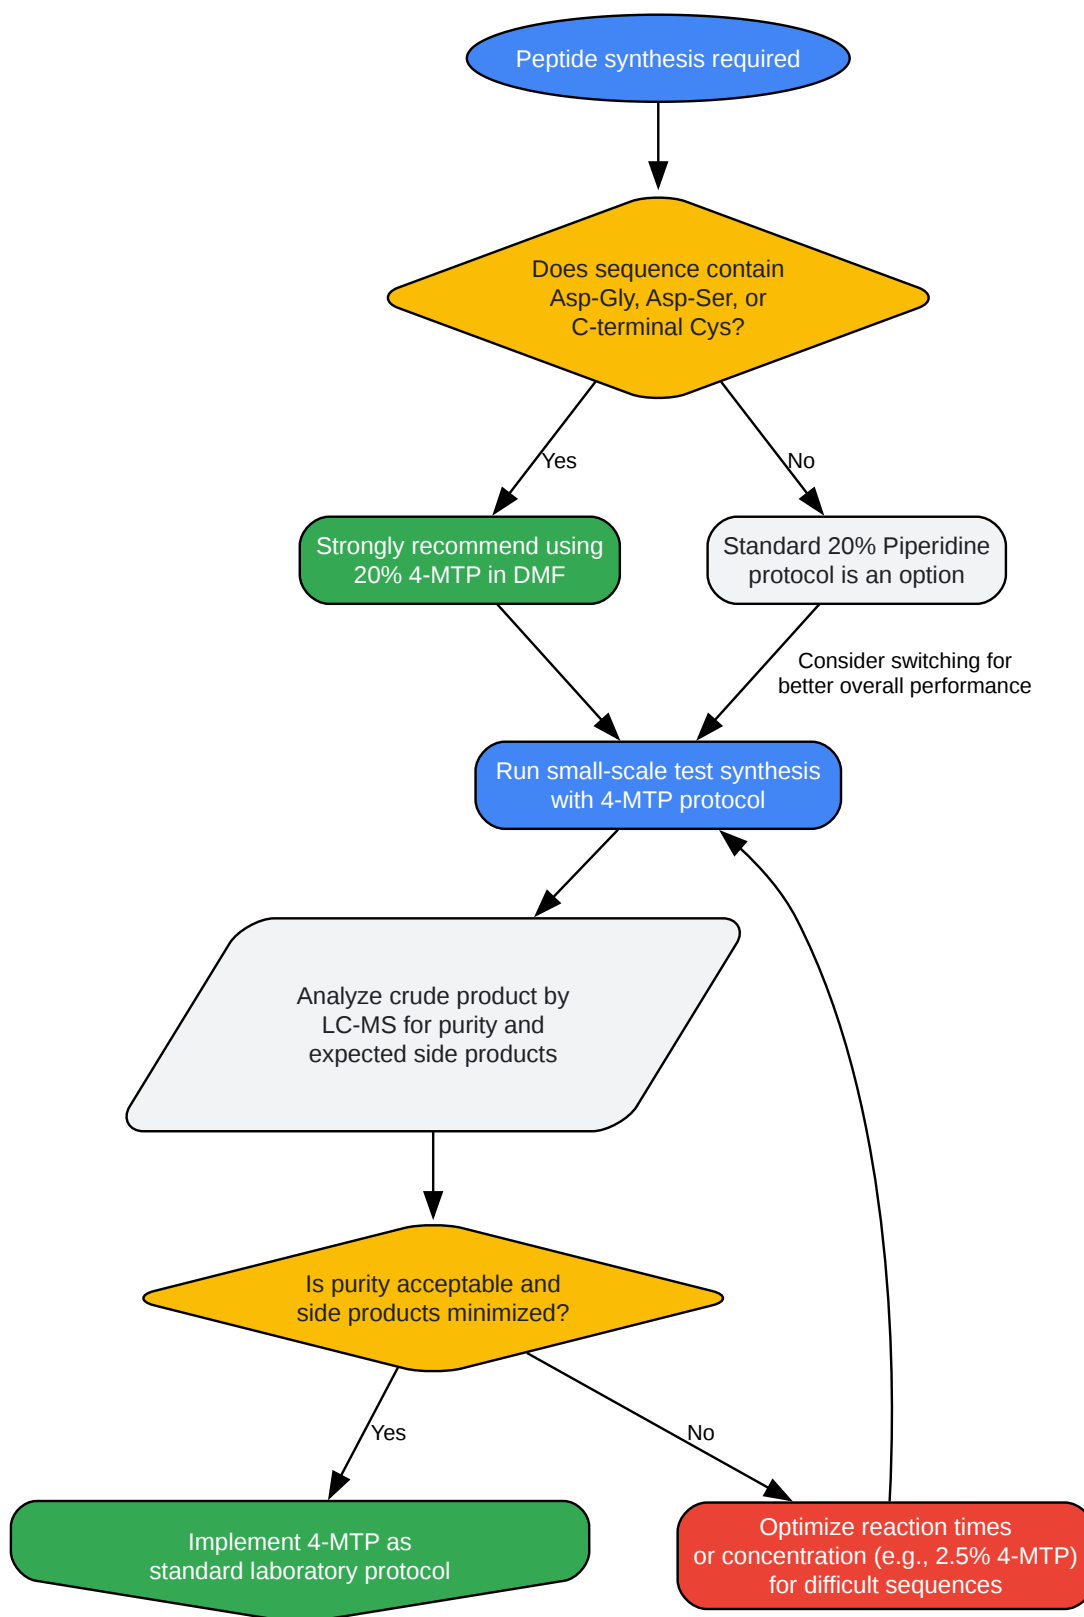 Peptide synthesis required
Does sequence contain
Asp-Gly, Asp-Ser, or
C-terminal Cys?
Yes
No
Strongly recommend using
20% 4-MTP in DMF
Standard 20% Piperidine
protocol is an option
Consider switching for
better overall performance
Run small-scale test synthesis
with 4-MTP protocol
Analyze crude product by
LC-MS for purity and
expected side products
Is purity acceptable and
side products minimized?
Yes
No
Implement 4-MTP as
standard laboratory protocol
Optimize reaction times
or concentration (e.g., 2.5% 4-MTP)
for difficult sequences